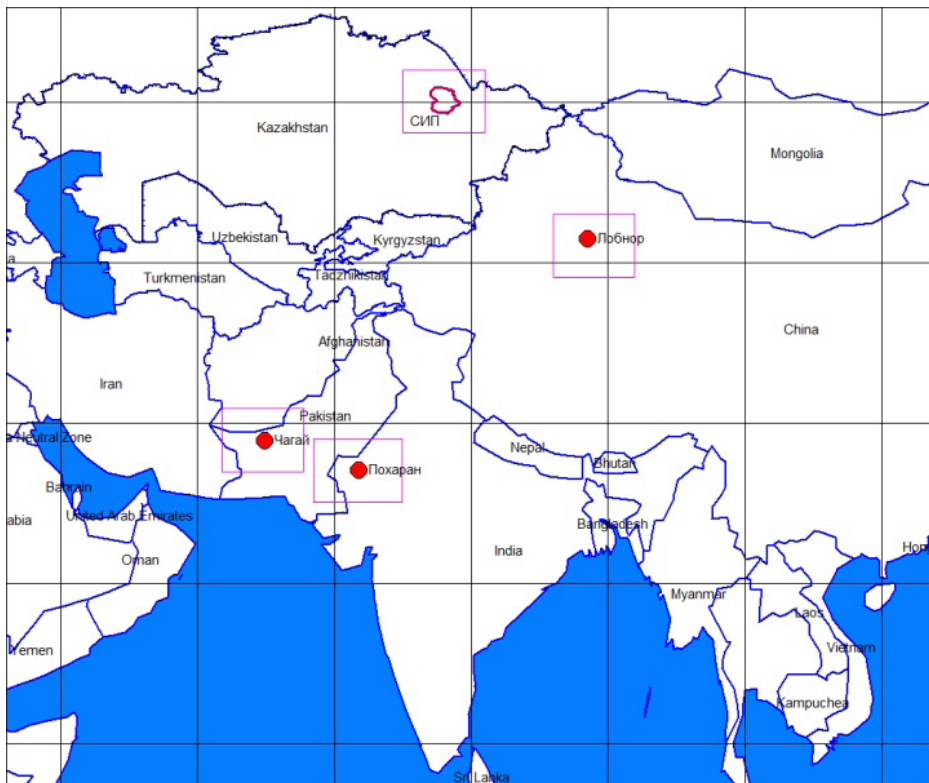 СИП
Kazakhstan
Mongolia
Uzbekistan
Kyrgyzstan
Лобнор
a
Turkmenistan
Tadzhikistan
China
Afghanistan
Iran
Pakistan
a Neutral Zone
Чагай
Nepal
Bhutan
Похаран
Bahrain
abia
United Arab Emirates
Bangladesh
India
Hon
Oman
Myanmar
Laos
Yemen
Vietnam
Kampuchea
Sri Lanka